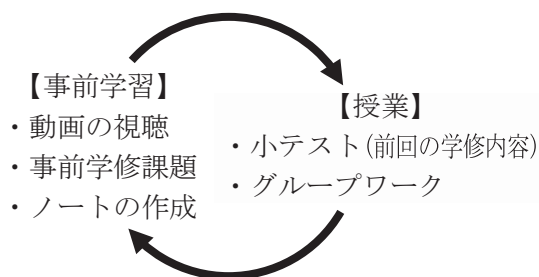 【事前学習】
・動画の視聴
・事前学修課題
・ノートの作成
【授業】
・小テスト(前回の学修内容)
・グループワーク